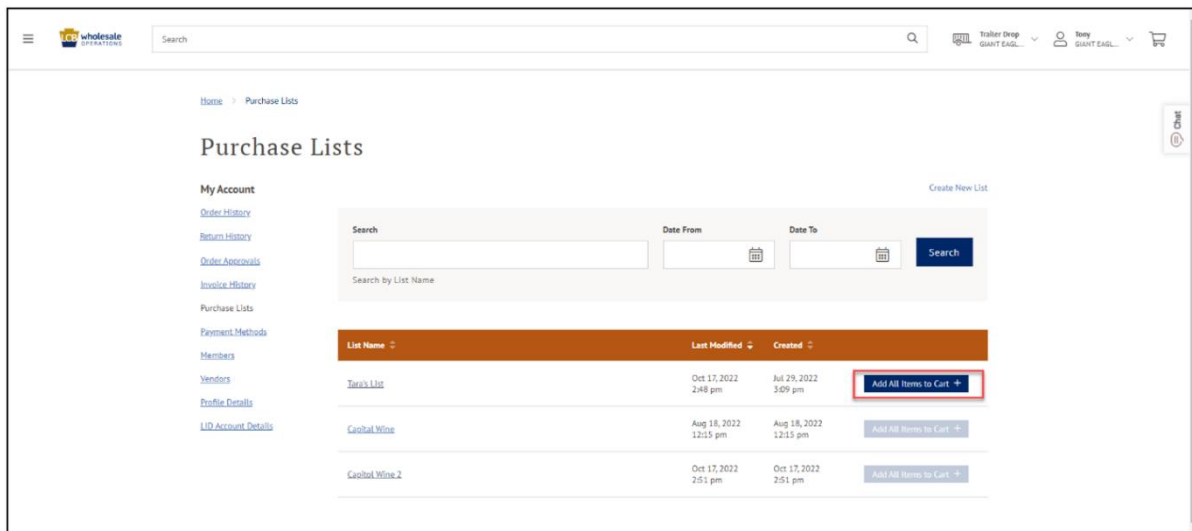 LCB wholesale
OPERATIONS
Search
Trailer Drop
GIANT EAGL...
Tony
GIANT EAGL...
Home > Purchase Lists
Chat
Purchase Lists
My Account
Create New List
Order History
Return History
Order Approvals
Invoice History
Purchase Lists
Payment Methods
Members
Vendors
Profile Details
LID Account Details
Search
Date From
Date To
Search
Search by List Name
List Name
Last Modified
Created
Tara's List
Oct 17, 2022
2:48 pm
Jul 29, 2022
3:09 pm
Add All Items to Cart +
Capital Wine
Aug 18, 2022
12:15 pm
Aug 18, 2022
12:15 pm
Add All Items to Cart +
Capitol Wine 2
Oct 17, 2022
2:51 pm
Oct 17, 2022
2:51 pm
Add All Items to Cart +